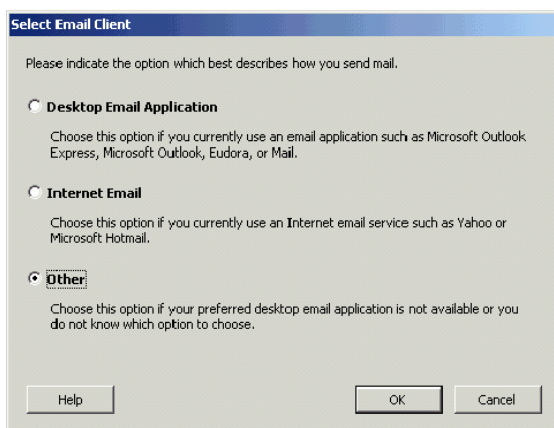 Select Email Client
Please indicate the option which best describes how you send mail.
Desktop Email Application
Choose this option if you currently use an email application such as Microsoft Outlook
Express, Microsoft Outlook, Eudora, or Mail.
Internet Email
Choose this option if you currently use an Internet email service such as Yahoo or
Microsoft Hotmail.
Other
Choose this option if your preferred desktop email application is not available or you
do not know which option to choose.
Help OK Cancel